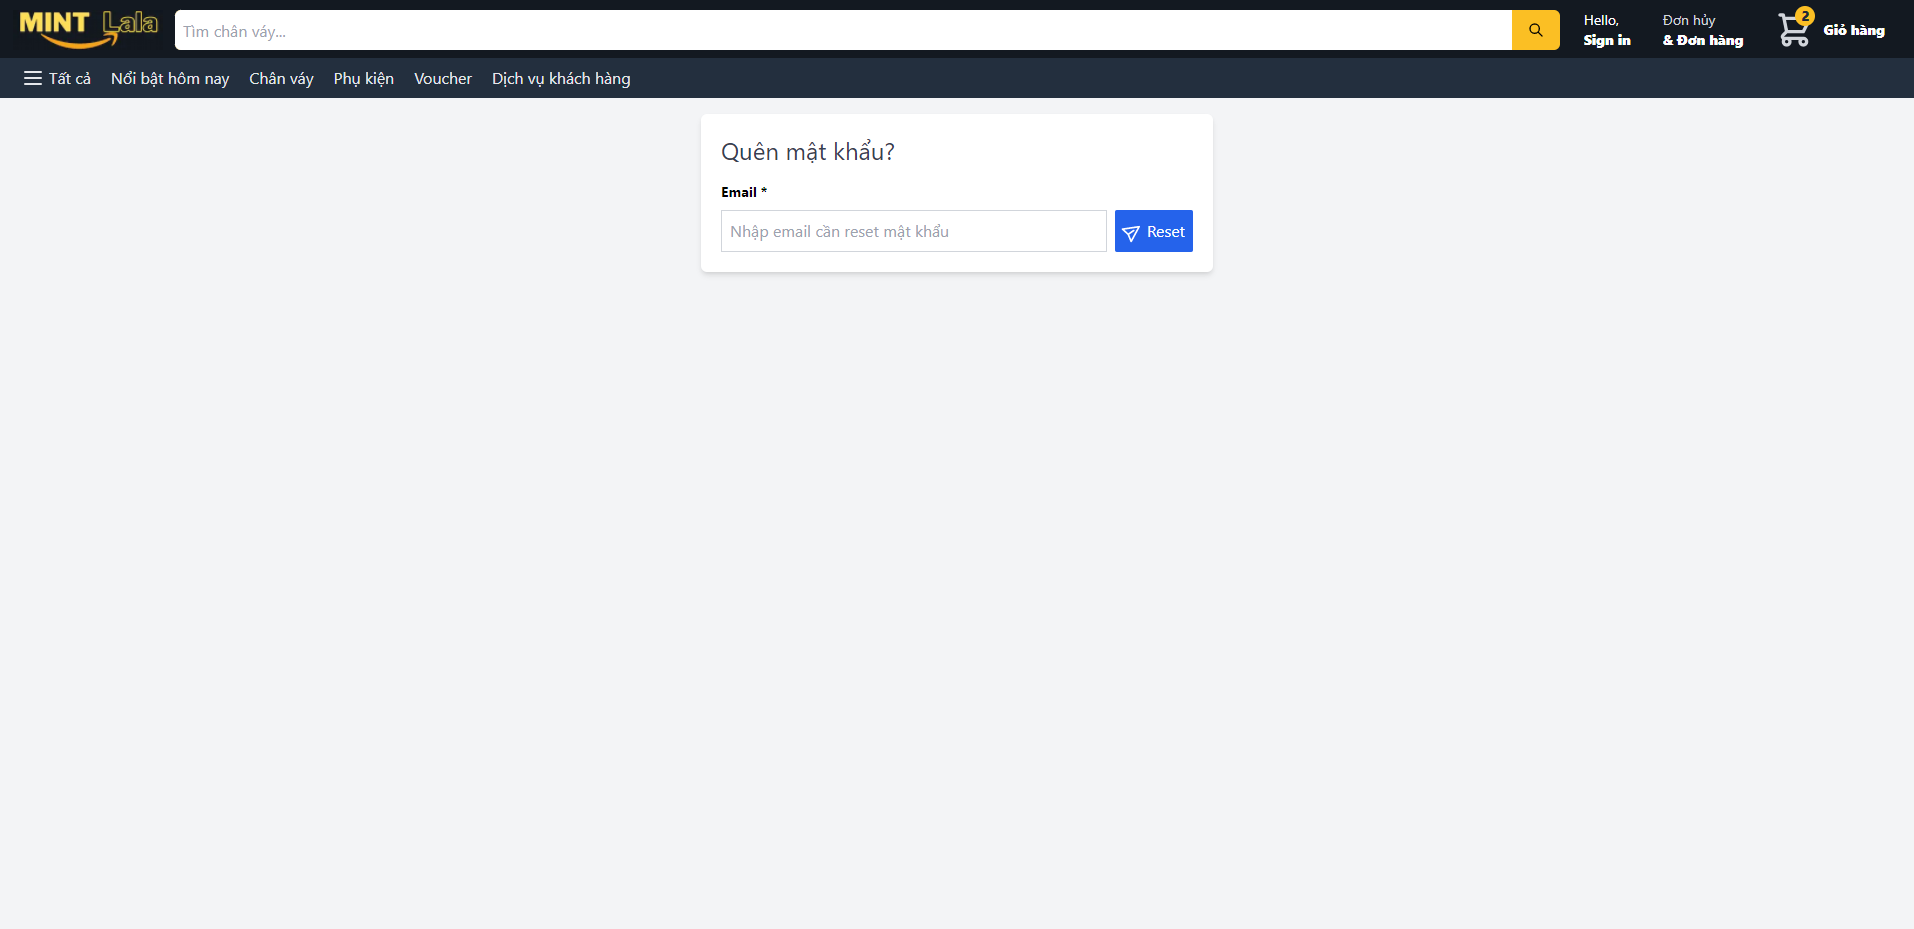 MINT Lala
Tìm chân váy...
Hello,
Sign in
Đơn hủy
& Đơn hàng
2
Giỏ hàng
Tất cả Nổi bật hôm nay Chân váy Phụ kiện Voucher Dịch vụ khách hàng
Quên mật khẩu?
Email *
Nhập email cần reset mật khẩu
Reset